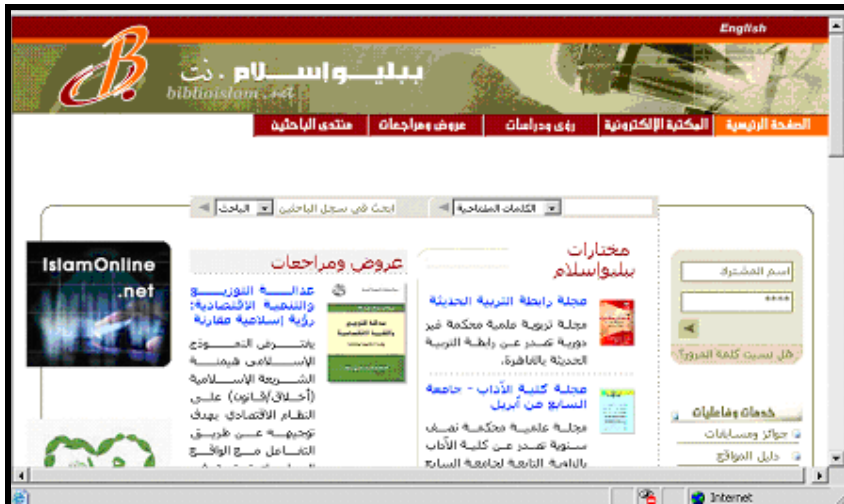 English
ببليـــواســـلام . نت
biblioislam .net
الصفحة الرئيسية
المكتبة الإلكترونية
رؤى ودراسات
عروض ومراجعات
منتدى الباحثين
الكلمات المفتاحية
ابحث في سجل الباحثين
الباحث
اسم المشترك
****
هل نسيت كلمة المرور؟
خدمات وفاعليات
جوائز ومسابقات
دليل المواقع
مختارات
ببليواسلام
مجلة رابطة التربية الحديثة
مجلة تربوية علمية محكمة غير
دورية تصدر عن رابطة التربية
الحديثة بالقاهرة.
مجلة كلية الآداب - جامعة
السابع من أبريل
مجلة علمية محكمة نصف
سنوية تصدر عن كلية الآداب
بالزاوية التابعة لجامعة السابع
عروض ومراجعات
عدالة التوزيع
والتنمية الاقتصادية:
رؤية إسلامية مقارنة
يفترض النموذج
الإسلامي هيمنة
الشريعة الإسلامية
(أخلاق/قانون) على
النظام الاقتصادي بهدف
توجيهه عن طريق
التعامل مع الواقع
IslamOnline
.net
Internet